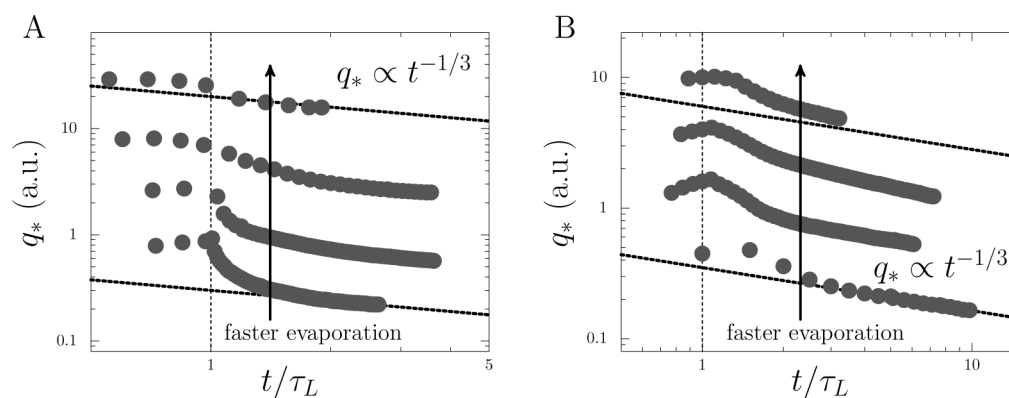 A
q* ∝ t^{-1/3}
10
1
0.1
q* (a.u.)
faster evaporation
1
5
t/τ_L
B
10
1
0.1
q* (a.u.)
q* ∝ t^{-1/3}
faster evaporation
1
10
t/τ_L